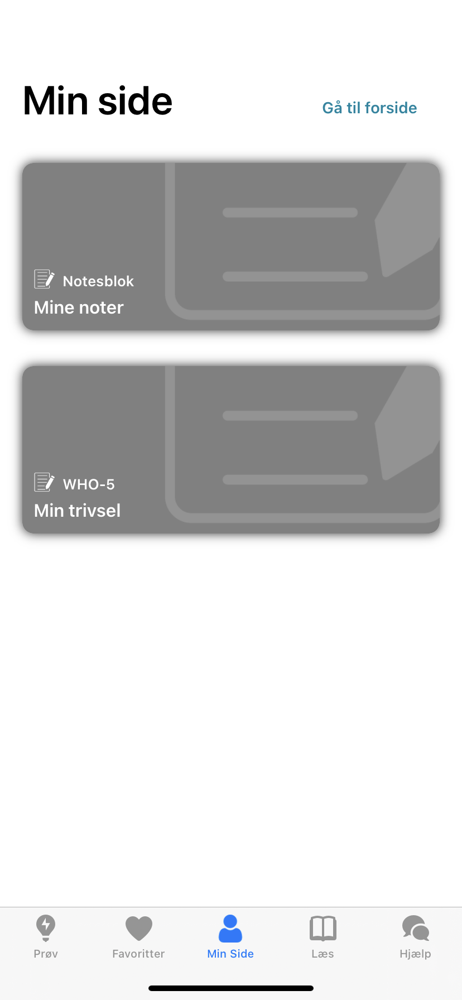 Min side
Gå til forside
Notesblok
Mine noter
WHO-5
Min trivsel
Prøv
Favoritter
Min Side
Læs
Hjælp